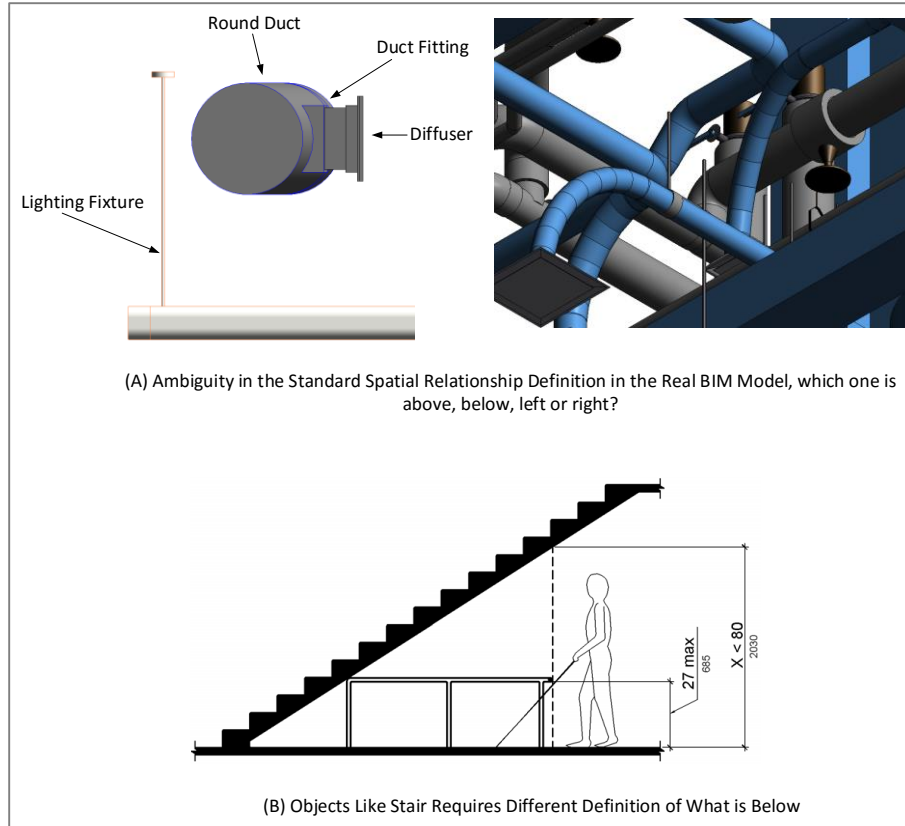 Round Duct
Duct Fitting
Diffuser
Lighting Fixture
(A) Ambiguity in the Standard Spatial Relationship Definition in the Real BIM Model, which one is
above, below, left or right?
27 max
685
X < 80
2030
(B) Objects Like Stair Requires Different Definition of What is Below